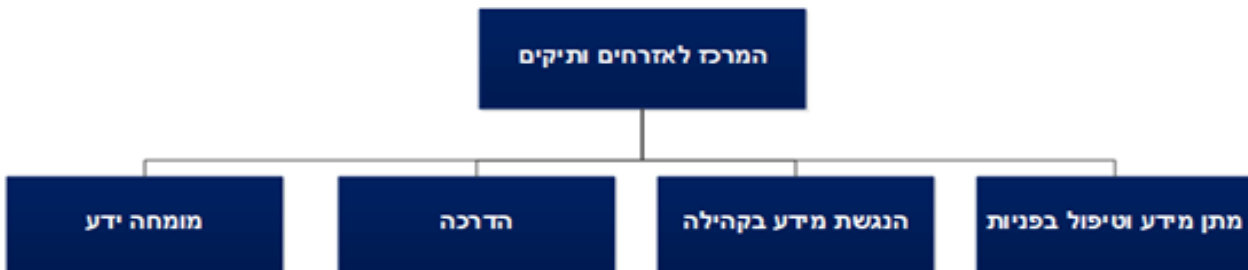 המרכז לאזרחים ותיקים
מתן מידע וטיפול בפניות
הנגשת מידע בקהילה
הדרכה
מומחה ידע